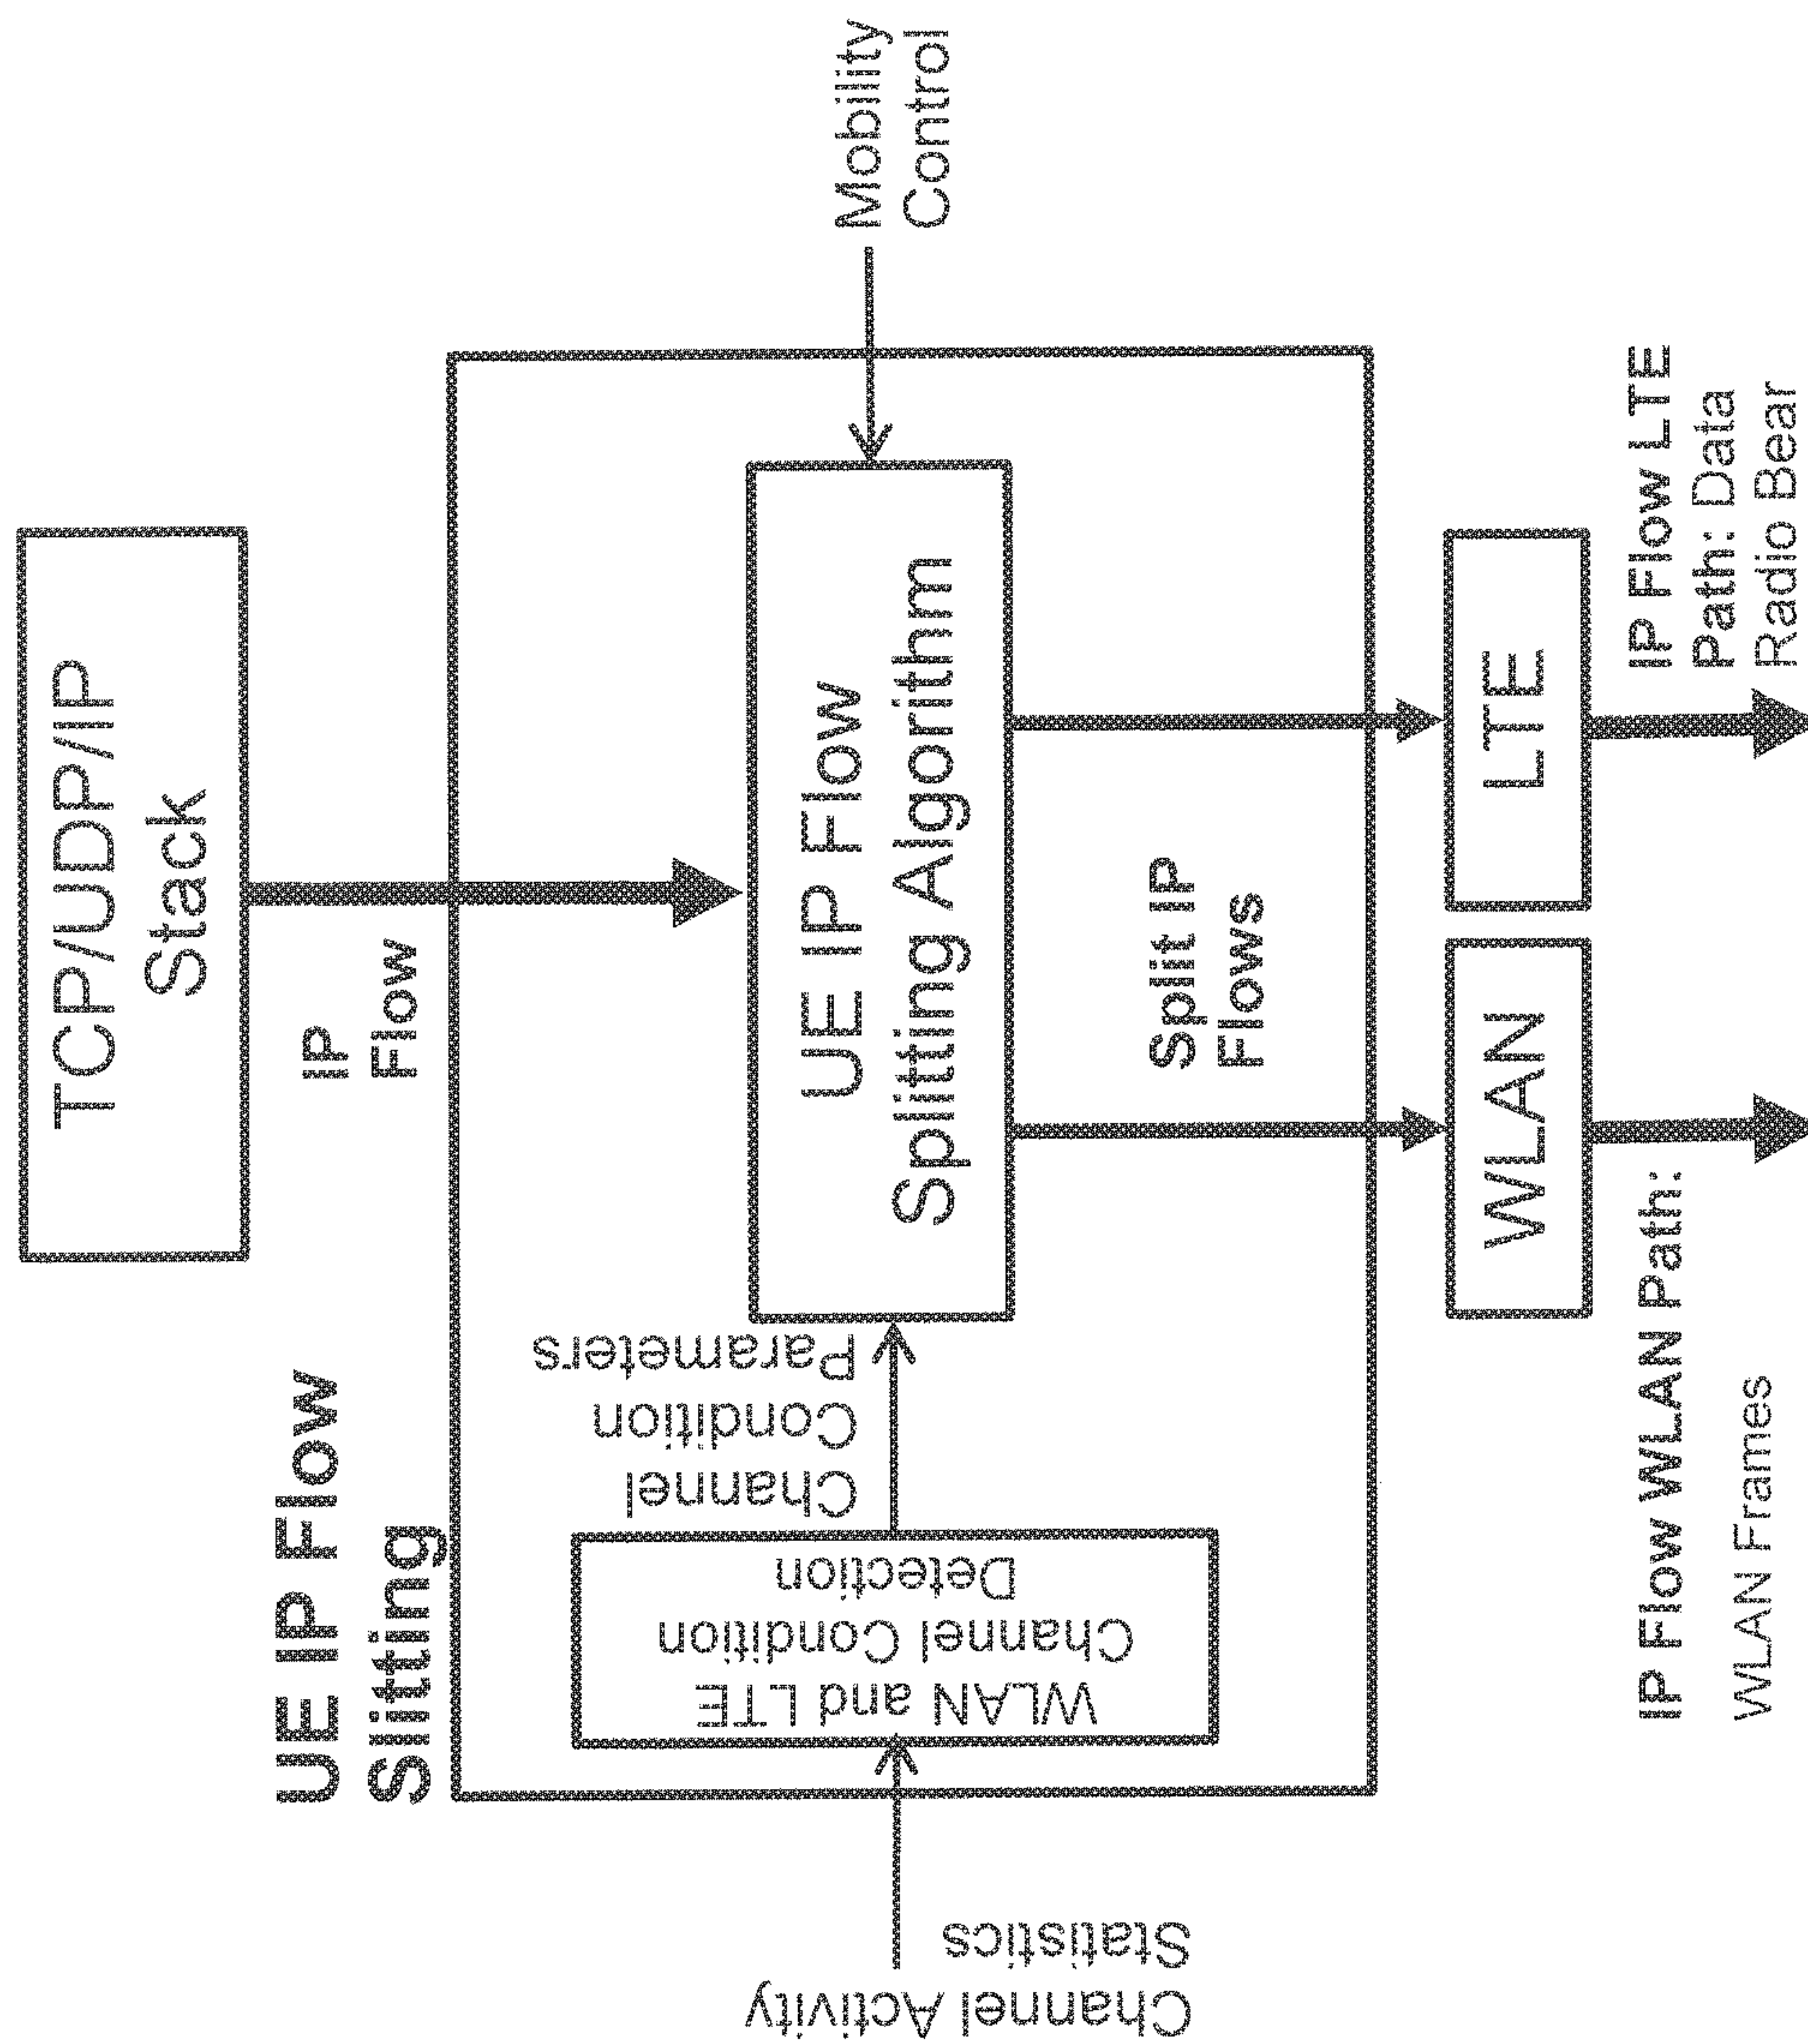 TCP/UDP/IP
Stack
IP
Flow
UE IP Flow
Slitting
Mobility
Control
UE IP Flow
Splitting Algorithm
Channel
Condition
Parameters
WLAN and LTE
Channel Condition
Detection
Channel Activity
Statistics
Split IP
Flows
WLAN
LTE
IP Flow WLAN Path:
WLAN Frames
IP Flow LTE
Path: Data
Radio Bear